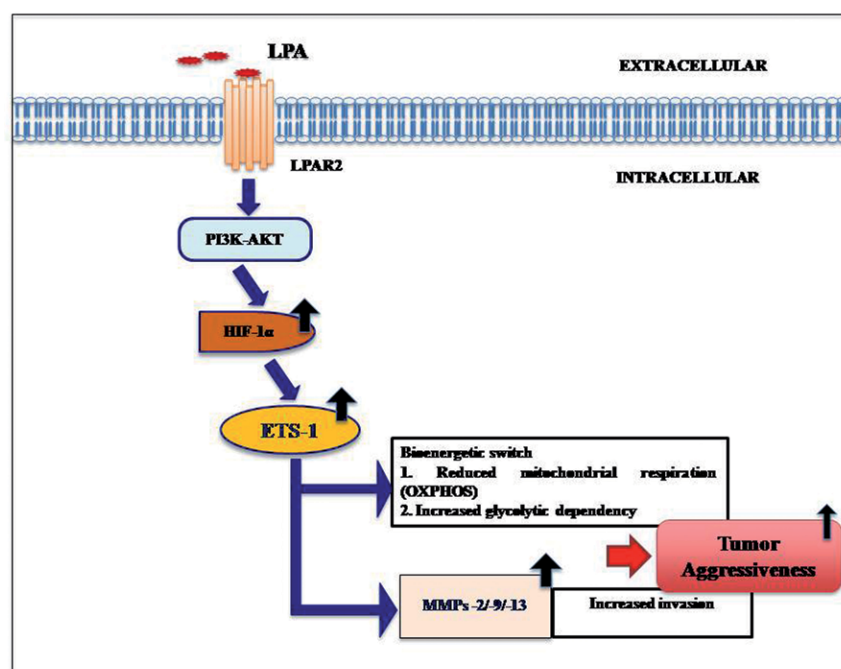 LPA
EXTRACELLULAR
LPAR2
INTRACELLULAR
PI3K-AKT
HIF-1α
ETS-1
Bioenergetic switch
1. Reduced mitochondrial respiration
(OXPHOS)
2. Increased glycolytic dependency
Tumor
Aggressiveness
MMPs -2/-9/-13
Increased invasion